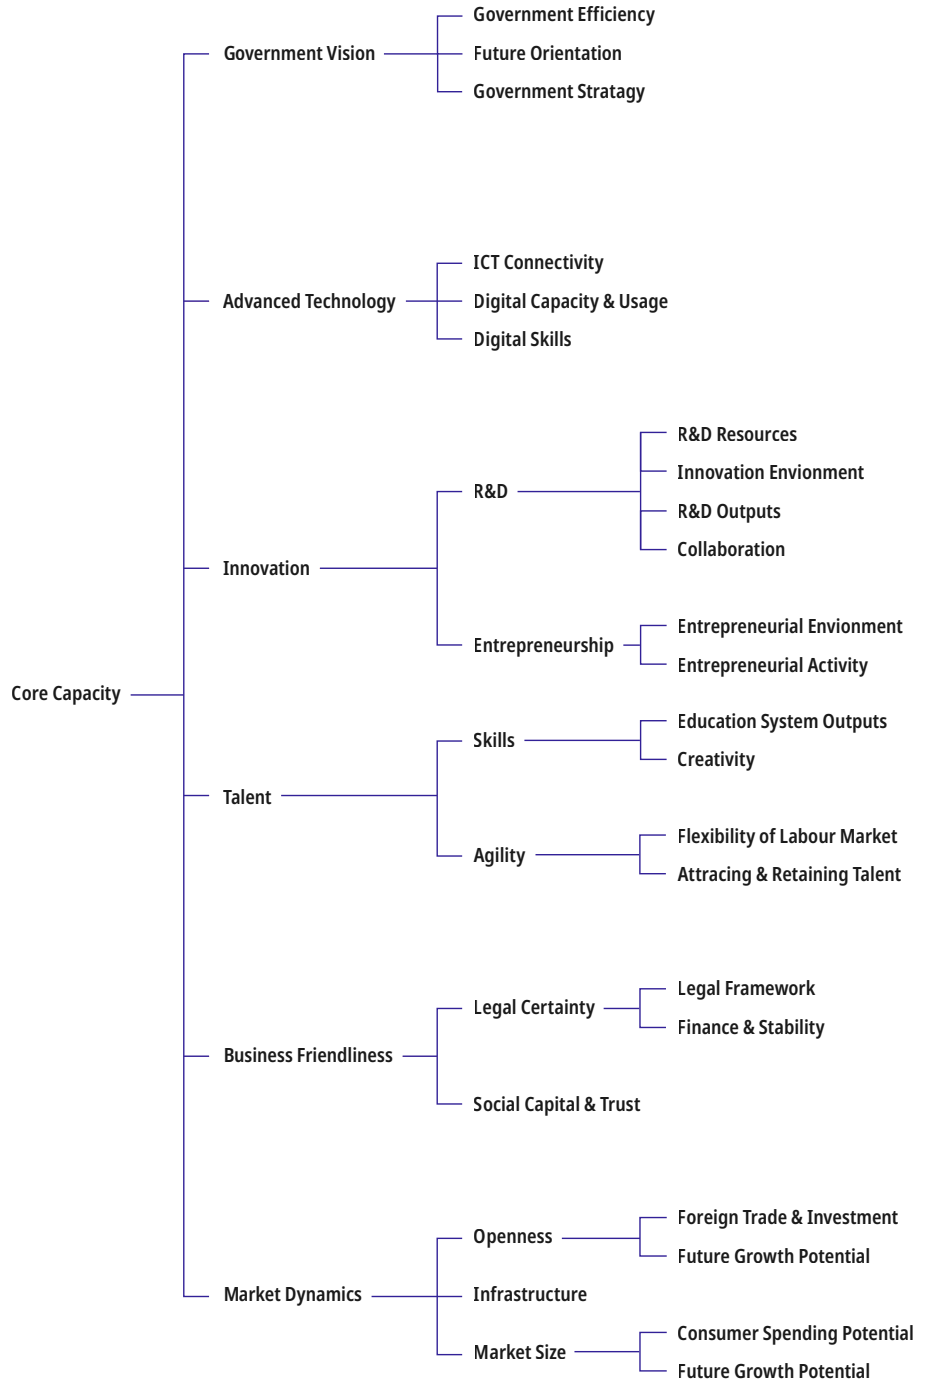 Government Efficiency
Government Vision
Future Orientation
Government Stratagy
ICT Connectivity
Advanced Technology
Digital Capacity & Usage
Digital Skills
R&D Resources
Innovation Envionment
R&D
R&D Outputs
Collaboration
Innovation
Entrepreneurial Envionment
Entrepreneurship
Entrepreneurial Activity
Core Capacity
Education System Outputs
Skills
Creativity
Talent
Flexibility of Labour Market
Agility
Attracing & Retaining Talent
Legal Framework
Legal Certainty
Finance & Stability
Business Friendliness
Social Capital & Trust
Foreign Trade & Investment
Openness
Future Growth Potential
Market Dynamics
Infrastructure
Consumer Spending Potential
Market Size
Future Growth Potential